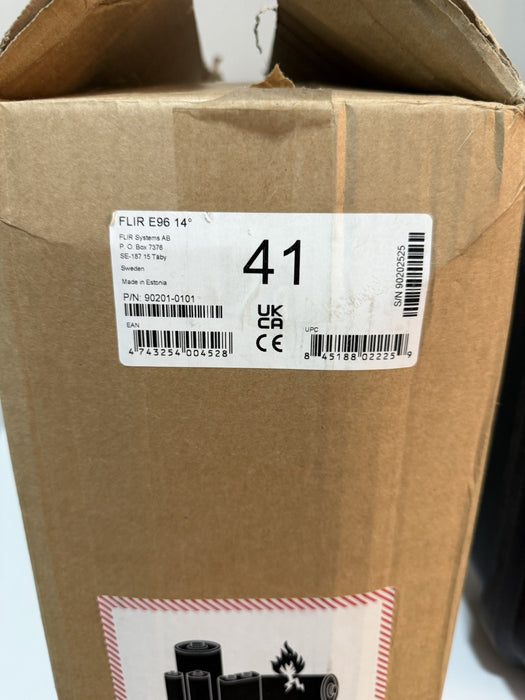 FLIR E96 14°
FLIR Systems AB
P. O. Box 7376
SE-187 15 Täby
Sweden
Made in Estonia
P/N: 90201-0101
EAN
4 743254 004528
41
UK
CA
CE
UPC
8 45188 02225 9
S/N 90202525